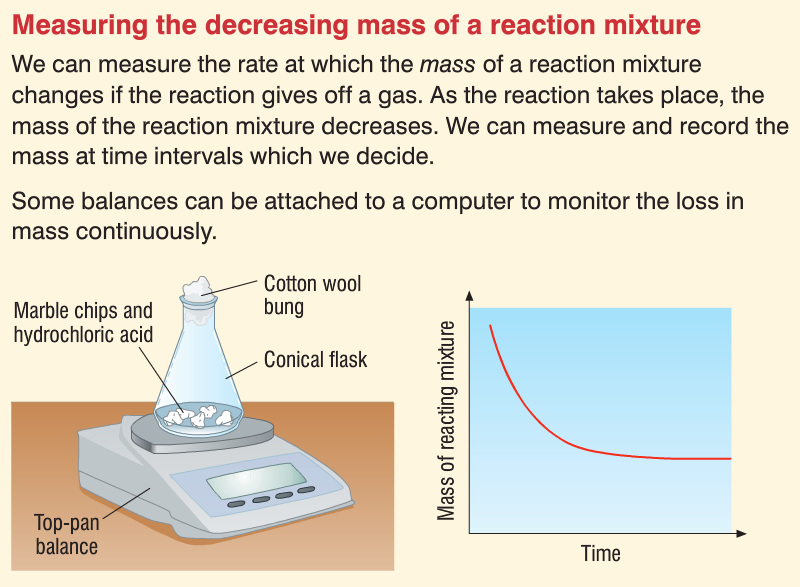 Measuring the decreasing mass of a reaction mixture
We can measure the rate at which the mass of a reaction mixture
changes if the reaction gives off a gas. As the reaction takes place, the
mass of the reaction mixture decreases. We can measure and record the
mass at time intervals which we decide.
Some balances can be attached to a computer to monitor the loss in
mass continuously.
Cotton wool
bung
Marble chips and
hydrochloric acid
Conical flask
Top-pan
balance
Mass of reacting mixture
Time